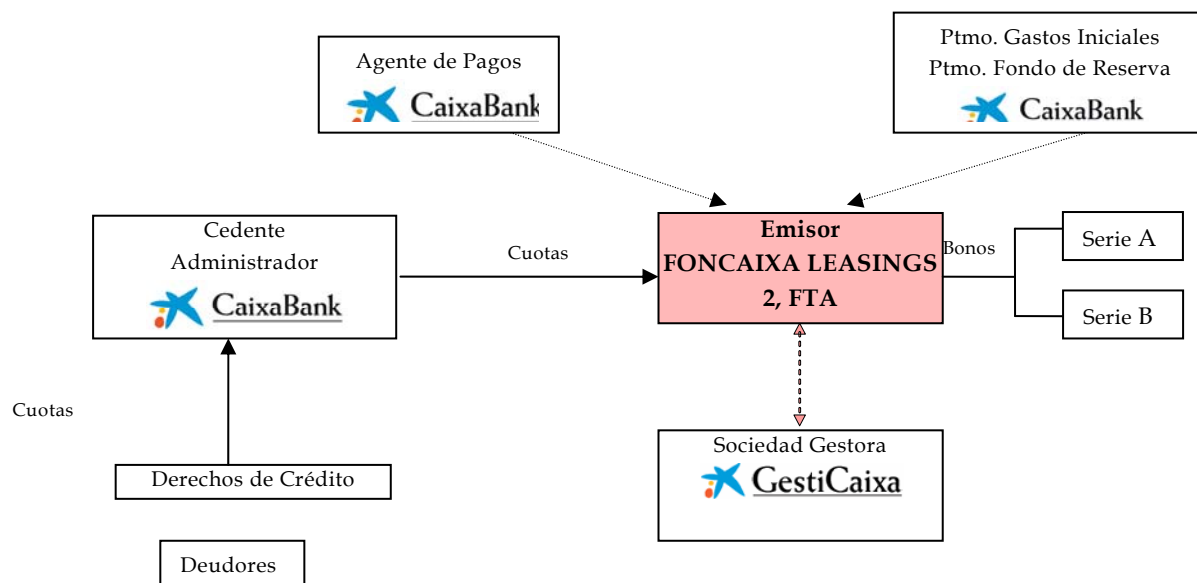 Agente de Pagos
CaixaBank
Ptmo. Gastos Iniciales
Ptmo. Fondo de Reserva
CaixaBank
Cedente
Administrador
CaixaBank
Cuotas
Emisor
FONCAIXA LEASINGS
2, FTA
Bonos
Serie A
Serie B
Cuotas
Derechos de Crédito
Deudores
Sociedad Gestora
GestiCaixa